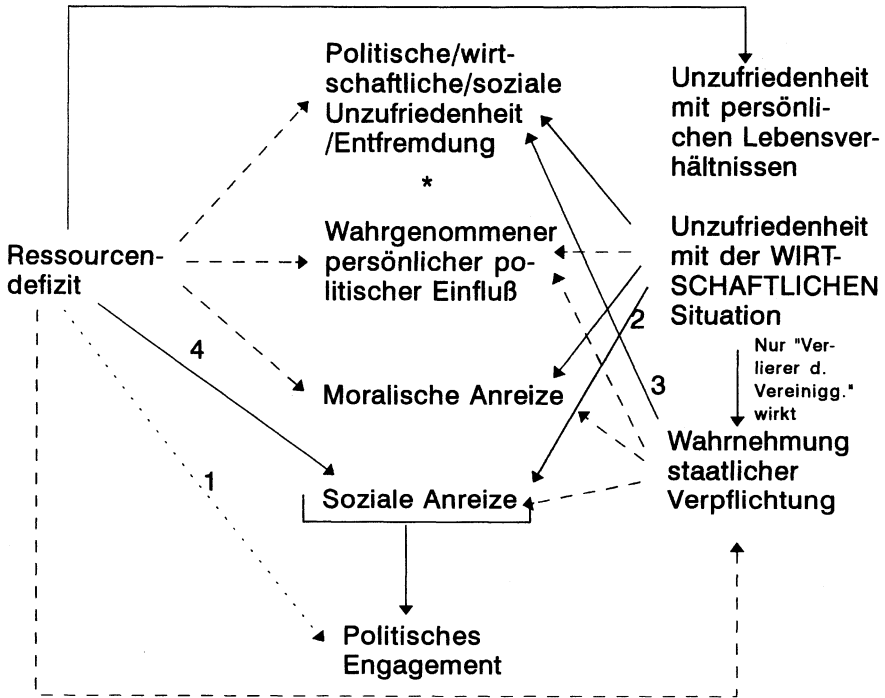 Politische/wirt-
schaftliche/soziale
Unzufriedenheit
/Entfremdung
*
Unzufriedenheit
mit persönli-
chen Lebensver-
hältnissen
Ressourcen-
defizit
Wahrgenommener
persönlicher po-
litischer Einfluß
Unzufriedenheit
mit der WIRT-
SCHAFTLICHEN
Situation
2
4
Nur "Ver-
lierer d.
Vereinigg."
wirkt
3
Moralische Anreize
Wahrnehmung
staatlicher
Verpflichtung
1
Soziale Anreize
Politisches
Engagement